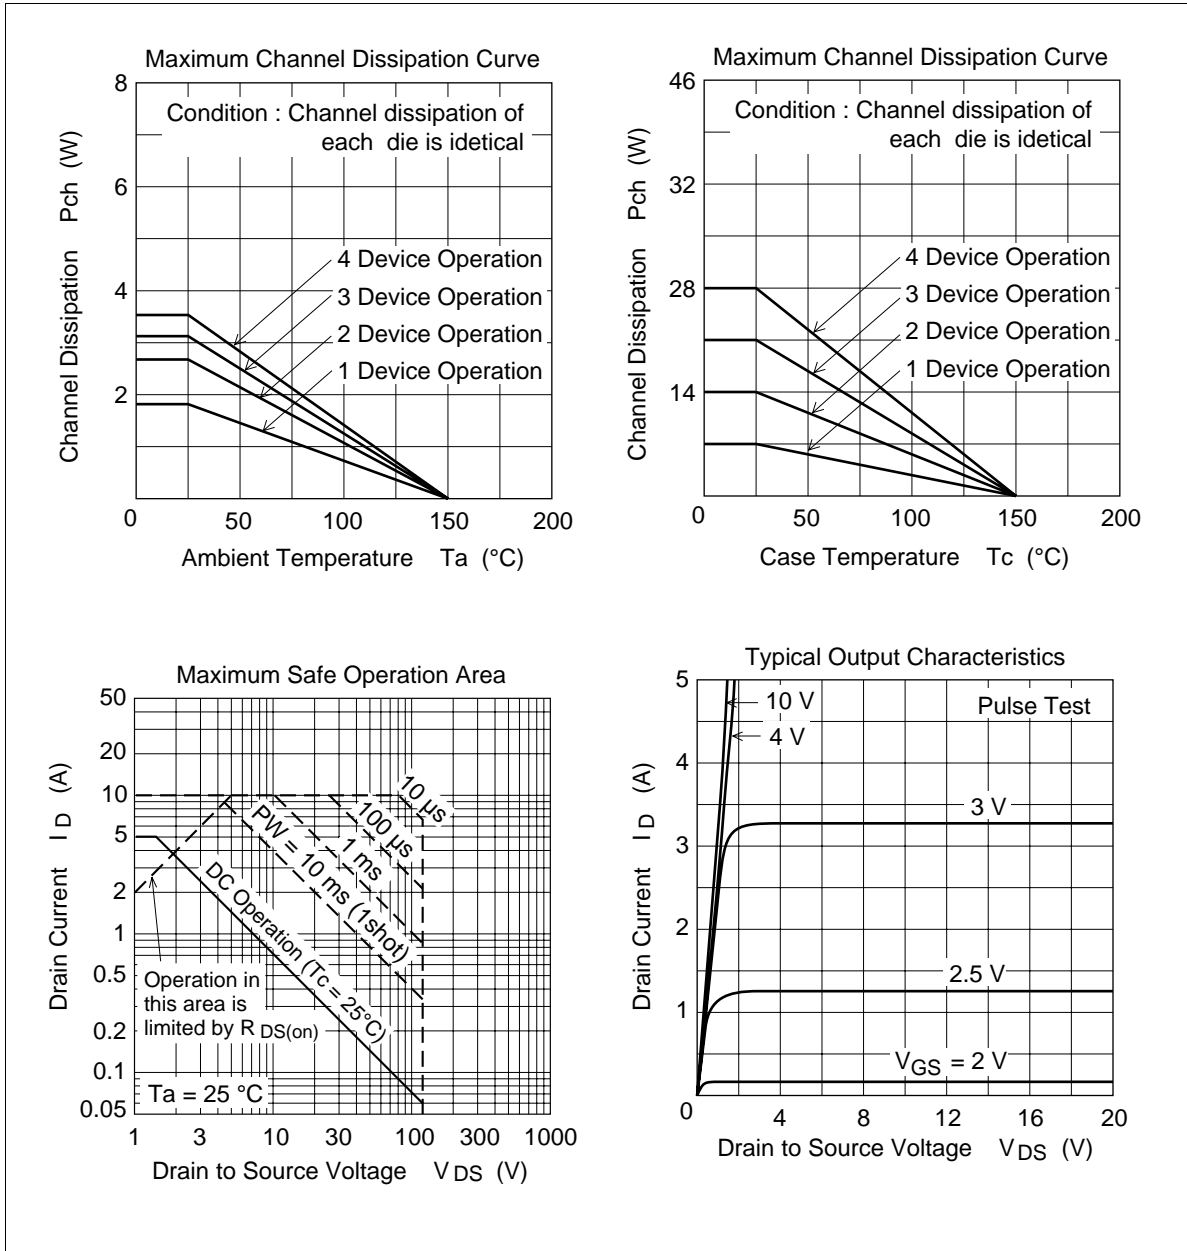 Maximum Channel Dissipation Curve
8
6
4
2
Condition : Channel dissipation of
each die is idetical
4 Device Operation
3 Device Operation
2 Device Operation
1 Device Operation
Channel Dissipation Pch (W)
0 50 100 150 200
Ambient Temperature Ta (°C)
Maximum Channel Dissipation Curve
46
32
28
14
Condition : Channel dissipation of
each die is idetical
4 Device Operation
3 Device Operation
2 Device Operation
1 Device Operation
Channel Dissipation Pch (W)
0 50 100 150 200
Case Temperature Tc (°C)
Maximum Safe Operation Area
50
20
10
5
2
1
0.5
0.2
0.1
0.05
Drain Current I D (A)
10 µs
100 µs
1 ms
PW = 10 ms (1shot)
DC Operation (Tc = 25°C)
Operation in
this area is
limited by R DS(on)
Ta = 25 °C
1 3 10 30 100 300 1000
Drain to Source Voltage V DS (V)
Typical Output Characteristics
5
4
3
2
1
0
Drain Current I D (A)
10 V
4 V
Pulse Test
3 V
2.5 V
VGS = 2 V
4 8 12 16 20
Drain to Source Voltage VDS (V)